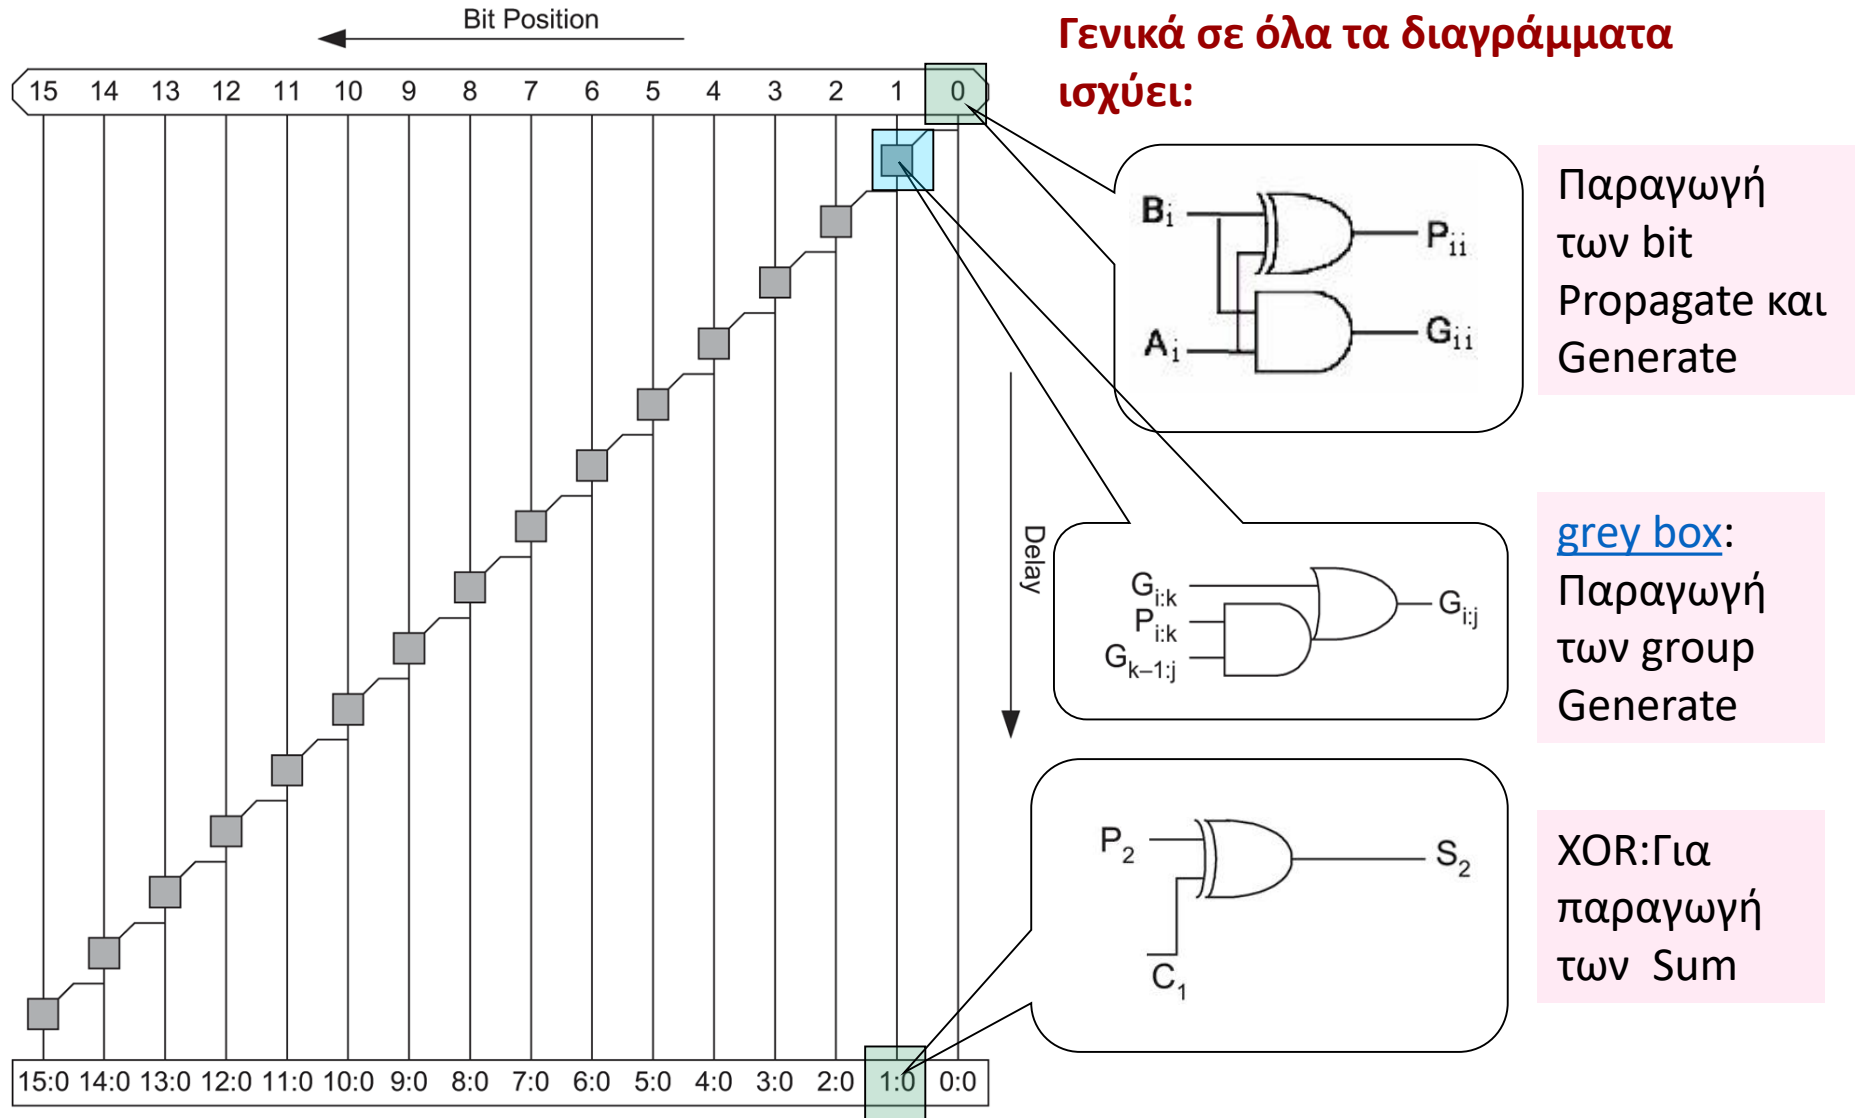 Bit Position
15 14 13 12 11 10 9 8 7 6 5 4 3 2 1 0
Delay
15:0 14:0 13:0 12:0 11:0 10:0 9:0 8:0 7:0 6:0 5:0 4:0 3:0 2:0 1:0 0:0
Γενικά σε όλα τα διαγράμματα
ισχύει:
Bi
Pii
Ai
Gii
Παραγωγή
των bit
Propagate και
Generate
Gi:k
Pi:k
Gk–1:j
Gi:j
grey box:
Παραγωγή
των group
Generate
P2
S2
C1
XOR:Για
παραγωγή
των Sum